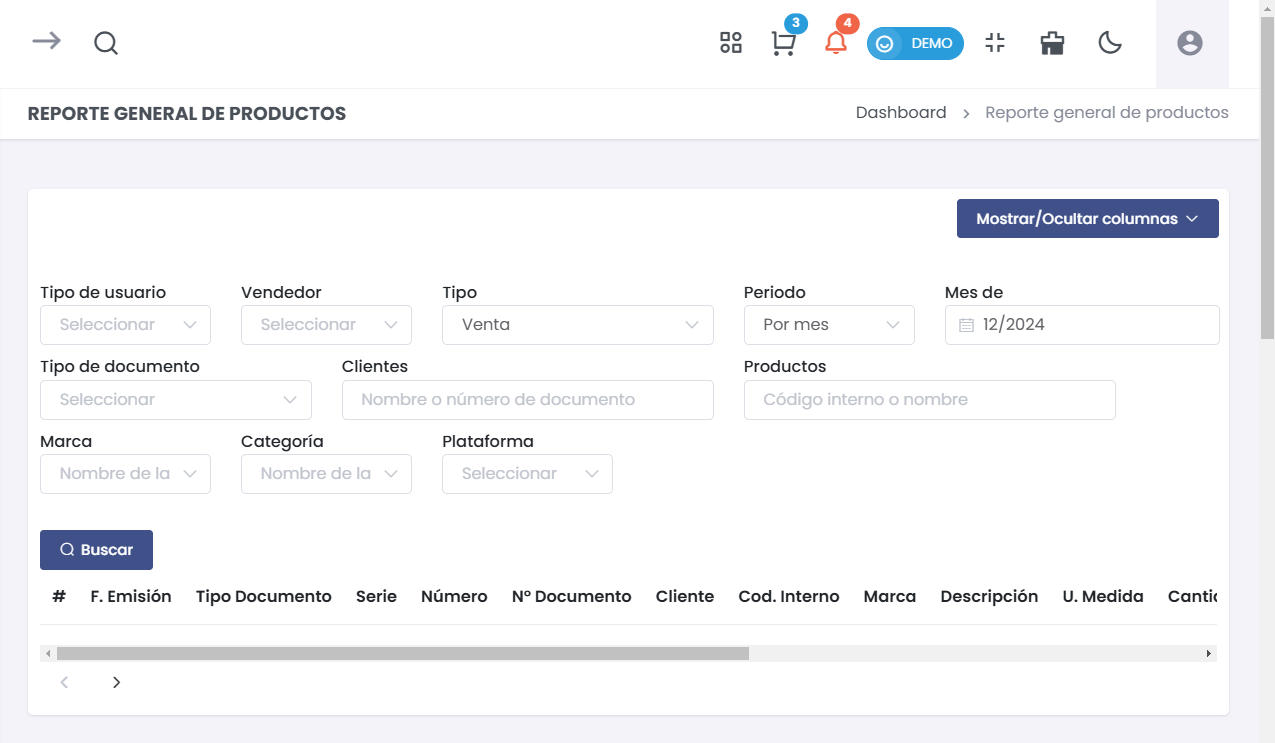 3
4
DEMO
REPORTE GENERAL DE PRODUCTOS
Dashboard > Reporte general de productos
Mostrar/Ocultar columnas
Tipo de usuario Vendedor Tipo Periodo Mes de
Seleccionar Seleccionar Venta Por mes 12/2024
Tipo de documento Clientes Productos
Seleccionar Nombre o número de documento Código interno o nombre
Marca Categoría Plataforma
Nombre de la Nombre de la Seleccionar
Buscar
# F. Emisión Tipo Documento Serie Número N° Documento Cliente Cod. Interno Marca Descripción U. Medida